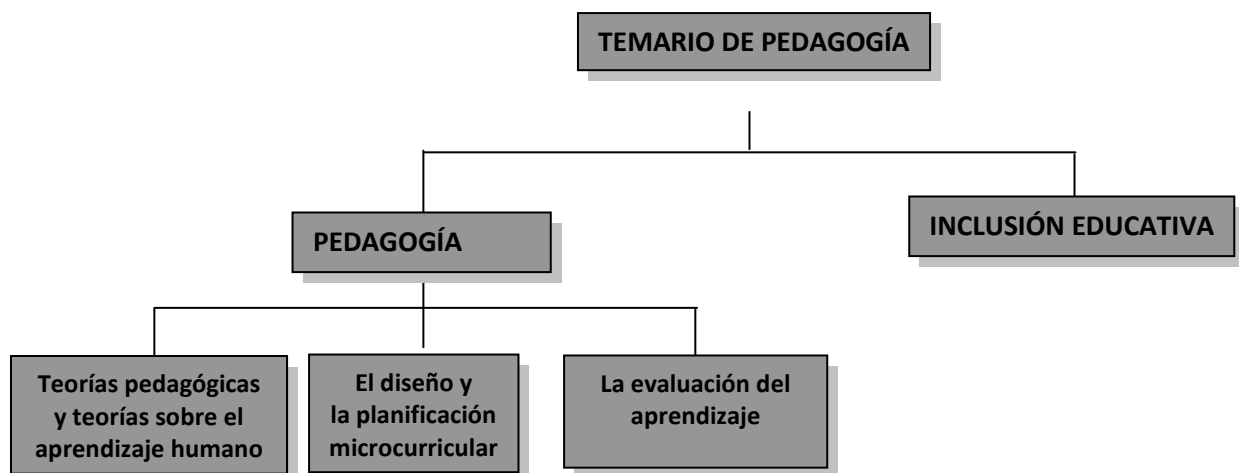 TEMARIO DE PEDAGOGÍA
PEDAGOGÍA
INCLUSIÓN EDUCATIVA
Teorías pedagógicas
y teorías sobre el
aprendizaje humano
El diseño y
la planificación
microcurricular
La evaluación del
aprendizaje